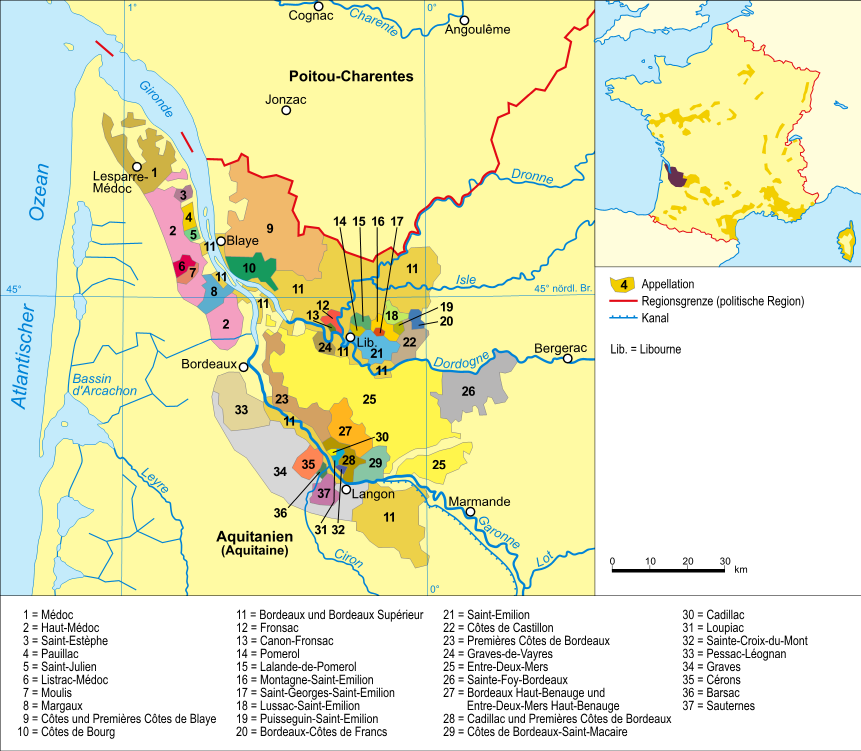 1°
0°
Cognac
Charente
Angoulême
Poitou-Charentes
Gironde
Jonzac
Ozean
Lesparre-
Médoc
1
Dronne
3
14
15
16
17
4
2
9
5
11
Blaye
11
6
7
10
11
Isle
45°
45° nördl. Br.
8
11
11
12
19
13
18
20
2
Lib.
24
11
21
22
Atlantischer
Bordeaux
11
Dordogne
Bergerac
Bassin
d'Arcachon
23
25
26
33
11
27
30
34
35
28
29
25
Leyre
37
Langon
36
Marmande
31
32
11
Aquitanien
(Aquitaine)
Garonne
Ciron
Lot
0°
4
Appellation
Regionsgrenze (politische Region)
Kanal
Lib. = Libourne
0
10
20
30
km
1 = Médoc
2 = Haut-Médoc
3 = Saint-Estèphe
4 = Pauillac
5 = Saint-Julien
6 = Listrac-Médoc
7 = Moulis
8 = Margaux
9 = Côtes und Premières Côtes de Blaye
10 = Côtes de Bourg
11 = Bordeaux und Bordeaux Supérieur
12 = Fronsac
13 = Canon-Fronsac
14 = Pomerol
15 = Lalande-de-Pomerol
16 = Montagne-Saint-Emilion
17 = Saint-Georges-Saint-Emilion
18 = Lussac-Saint-Emilion
19 = Puisseguin-Saint-Emilion
20 = Bordeaux-Côtes de Francs
21 = Saint-Emilion
22 = Côtes de Castillon
23 = Premières Côtes de Bordeaux
24 = Graves-de-Vayres
25 = Entre-Deux-Mers
26 = Sainte-Foy-Bordeaux
27 = Bordeaux Haut-Benauge und
Entre-Deux-Mers Haut-Benauge
28 = Cadillac und Premières Côtes de Bordeaux
29 = Côtes de Bordeaux-Saint-Macaire
30 = Cadillac
31 = Loupiac
32 = Sainte-Croix-du-Mont
33 = Pessac-Léognan
34 = Graves
35 = Cérons
36 = Barsac
37 = Sauternes